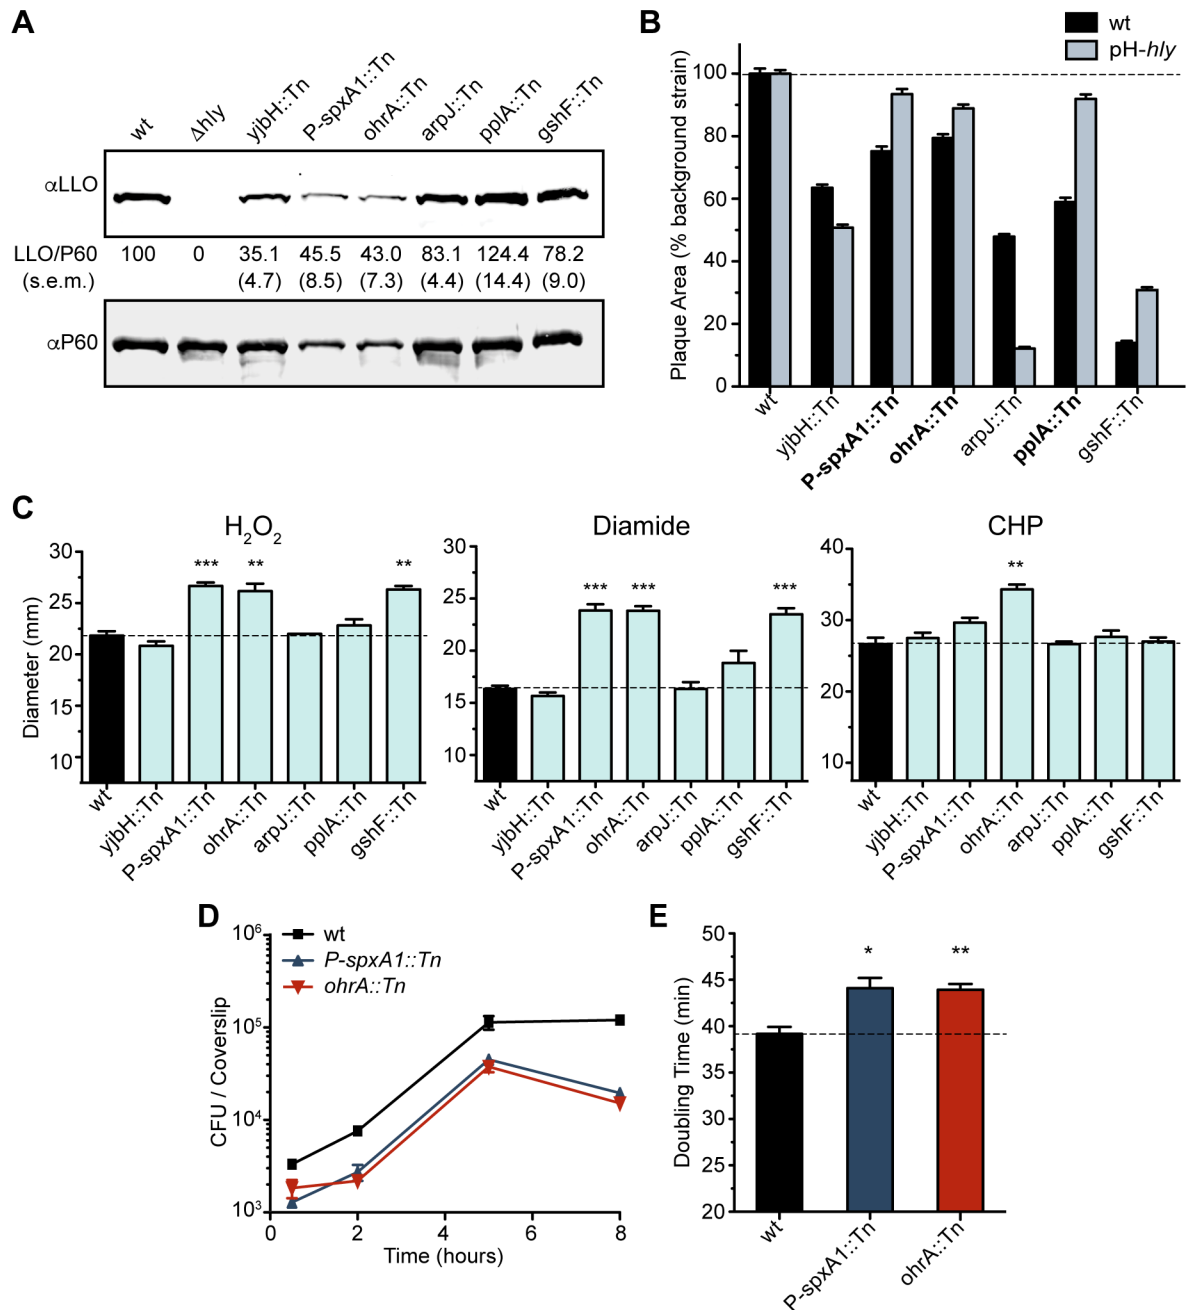 A
wt
Δhly
yjbH::Tn
P-spxA1::Tn
ohrA::Tn
arpJ::Tn
pplA::Tn
gshF::Tn
αLLO
LLO/P60 100 0 35.1 45.5 43.0 83.1 124.4 78.2
(s.e.m.) (4.7) (8.5) (7.3) (4.4) (14.4) (9.0)
αP60
B
wt
pH-hly
Plaque Area (% background strain)
100
80
60
40
20
0
wt
yjbH::Tn
P-spxA1::Tn
ohrA::Tn
arpJ::Tn
pplA::Tn
gshF::Tn
C
H2O2
Diameter (mm)
30
25
20
15
10
*** ** **
wt
yjbH::Tn
P-spxA1::Tn
ohrA::Tn
arpJ::Tn
pplA::Tn
gshF::Tn
Diamide
30
25
20
15
10
*** *** ***
wt
yjbH::Tn
P-spxA1::Tn
ohrA::Tn
arpJ::Tn
pplA::Tn
gshF::Tn
CHP
40
30
20
10
**
wt
yjbH::Tn
P-spxA1::Tn
ohrA::Tn
arpJ::Tn
pplA::Tn
gshF::Tn
D
wt
P-spxA1::Tn
ohrA::Tn
CFU / Coverslip
10^6
10^5
10^4
10^3
0 2 4 6 8
Time (hours)
E
Doubling Time (min)
50
45
40
35
30
25
20
* **
wt
P-spxA1::Tn
ohrA::Tn